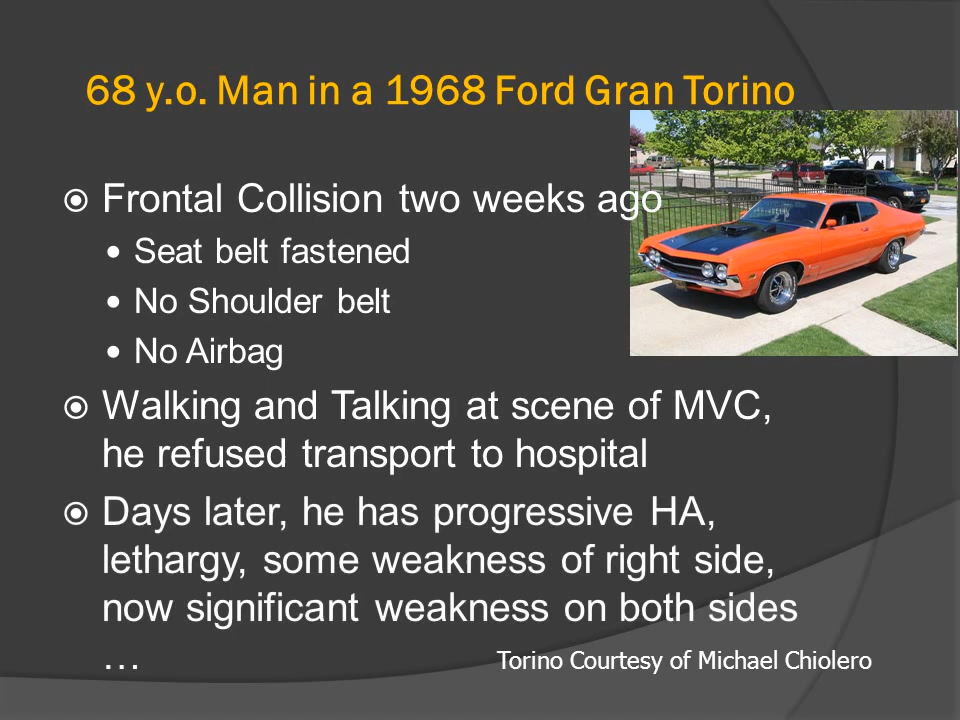 68 y.o. Man in a 1968 Ford Gran Torino
Frontal Collision two weeks ago
Seat belt fastened
No Shoulder belt
No Airbag
Walking and Talking at scene of MVC,
he refused transport to hospital
Days later, he has progressive HA,
lethargy, some weakness of right side,
now significant weakness on both sides
…
Torino Courtesy of Michael Chiolero